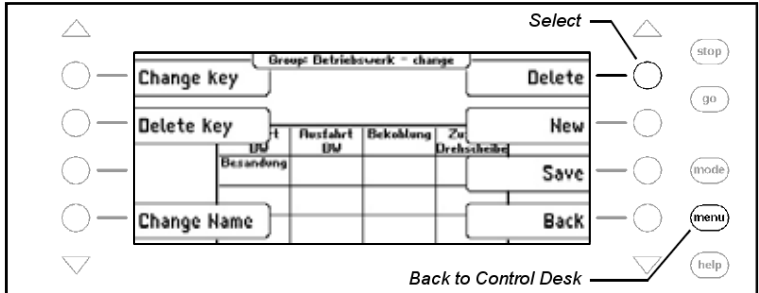 Select
Group: Betriebswerk - change
Change key
Delete
stop
go
Delete key
New
Ausfahrt
DW
Bekohlung
Drehscheibe
Besandung
Save
mode
Change Name
Back
menu
help
Back to Control Desk